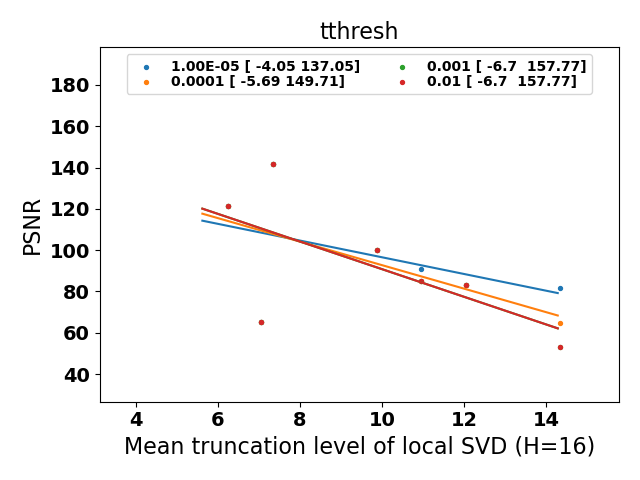 tthresh
1.00E-05 [ -4.05 137.05]
0.0001 [ -5.69 149.71]
0.001 [ -6.7  157.77]
0.01 [ -6.7  157.77]
PSNR
180
160
140
120
100
80
60
40
4 6 8 10 12 14
Mean truncation level of local SVD (H=16)